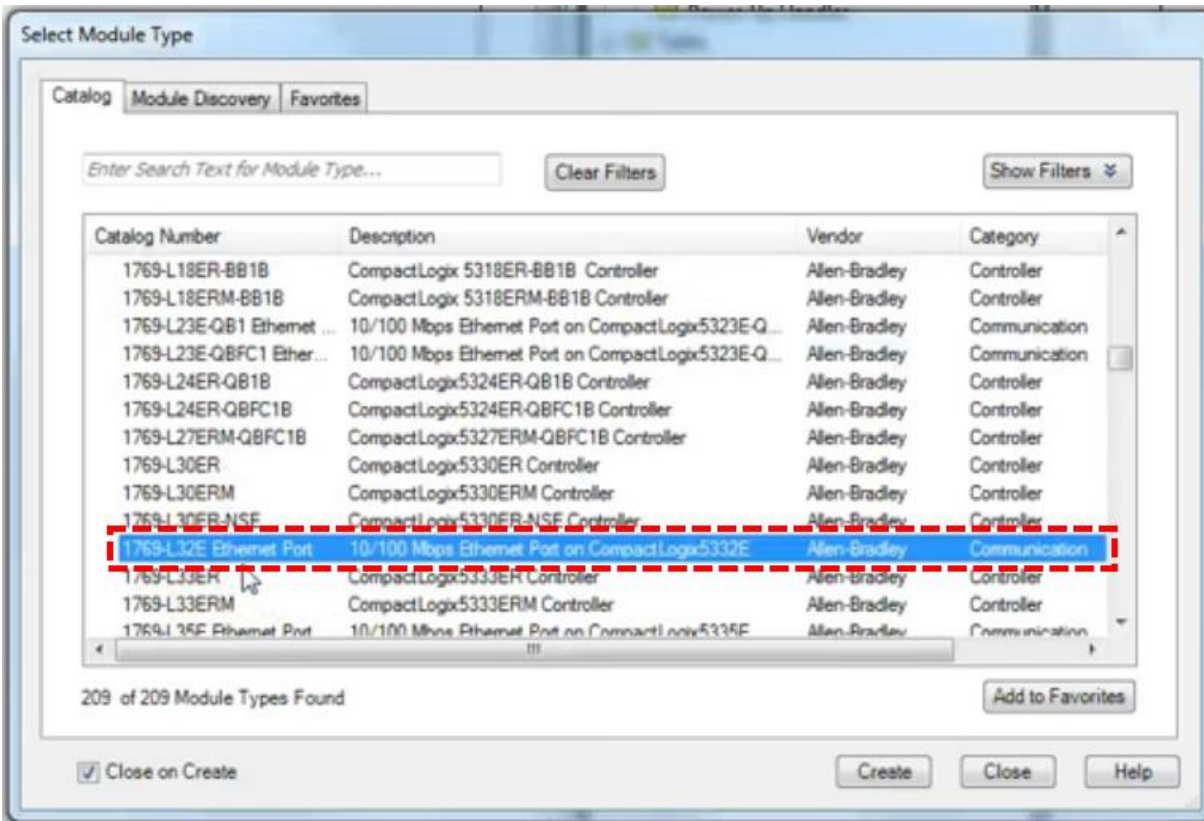 Select Module Type
Catalog Module Discovery Favorites
Enter Search Text for Module Type... Clear Filters Show Filters
Catalog Number Description Vendor Category
1769-L18ER-BB1B CompactLogix 5318ER-BB1B Controller Allen-Bradley Controller
1769-L18ERM-BB1B CompactLogix 5318ERM-BB1B Controller Allen-Bradley Controller
1769-L23E-QB1 Ethernet ... 10/100 Mbps Ethernet Port on CompactLogix5323E-Q... Allen-Bradley Communication
1769-L23E-QBFC1 Ether... 10/100 Mbps Ethernet Port on CompactLogix5323E-Q... Allen-Bradley Communication
1769-L24ER-QB1B CompactLogix5324ER-QB1B Controller Allen-Bradley Controller
1769-L24ER-QBFC1B CompactLogix5324ER-QBFC1B Controller Allen-Bradley Controller
1769-L27ERM-QBFC1B CompactLogix5327ERM-QBFC1B Controller Allen-Bradley Controller
1769-L30ER CompactLogix5330ER Controller Allen-Bradley Controller
1769-L30ERM CompactLogix5330ERM Controller Allen-Bradley Controller
1769-L30ER-NSE CompactLogix5330ER-NSE Controller Allen-Bradley Controller
1769-L32E Ethernet Port 10/100 Mbps Ethernet Port on CompactLogix5332E Allen-Bradley Communication
1769-L33ER CompactLogix5333ER Controller Allen-Bradley Controller
1769-L33ERM CompactLogix5333ERM Controller Allen-Bradley Controller
1769-L35E Ethernet Port 10/100 Mbps Ethernet Port on CompactLogix5335E Allen-Bradley Communication
209 of 209 Module Types Found Add to Favorites
Close on Create Create Close Help